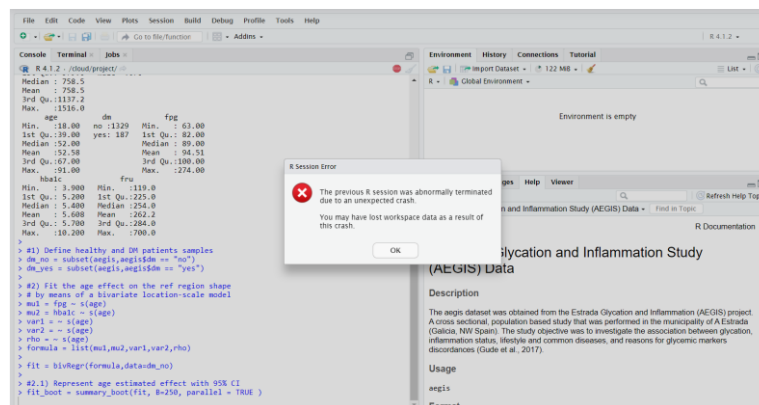 File Edit Code View Plots Session Build Debug Profile Tools Help
Go to file/function Addins R 4.1.2
Console Terminal Jobs
R 4.1.2 · /cloud/project/
Median : 758.5
Mean : 758.5
3rd Qu.:1137.2
Max. :1516.0
age dm fpg
Min. :18.00 no :1329 Min. : 63.00
1st Qu.:39.00 yes: 187 1st Qu.: 82.00
Median :52.00 Median : 89.00
Mean :52.58 Mean : 94.51
3rd Qu.:67.00 3rd Qu.:100.00
Max. :91.00 Max. :274.00
hba1c fru
Min. : 3.900 Min. :119.0
1st Qu.: 5.200 1st Qu.:225.0
Median : 5.400 Median :254.0
Mean : 5.608 Mean :262.2
3rd Qu.: 5.700 3rd Qu.:284.0
Max. :10.200 Max. :700.0
>
> #1) Define healthy and DM patients samples
> dm_no = subset(aegis,aegis$dm == "no")
> dm_yes = subset(aegis,aegis$dm == "yes")
>
> #2) Fit the age effect on the ref region shape
> # by means of a bivariate location-scale model
> mu1 = fpg ~ s(age)
> mu2 = hba1c ~ s(age)
> var1 = ~ s(age)
> var2 = ~ s(age)
> rho = ~ s(age)
> formula = list(mu1,mu2,var1,var2,rho)
>
> fit = bivRegr(formula,data=dm_no)
>
> #2.1) Represent age estimated effect with 95% CI
> fit_boot = summary_boot(fit, B=250, parallel = TRUE )
R Session Error
The previous R session was abnormally terminated
due to an unexpected crash.
You may have lost workspace data as a result of
this crash.
OK
Environment History Connections Tutorial
Import Dataset 122 MiB List
R Global Environment
Environment is empty
ges Help Viewer
Refresh Help Top
n and Inflammation Study (AEGIS) Data Find in Topic
R Documentation
lycation and Inflammation Study
(AEGIS) Data
Description
The aegis dataset was obtained from the Estrada Glycation and Inflammation (AEGIS) project.
A cross sectional, population based study that was performed in the municipality of A Estrada
(Galicia, NW Spain). The study objective was to investigate the association between glycation,
inflammation status, lifestyle and common diseases, and reasons for glycemic markers
discordances (Gude et al., 2017).
Usage
aegis